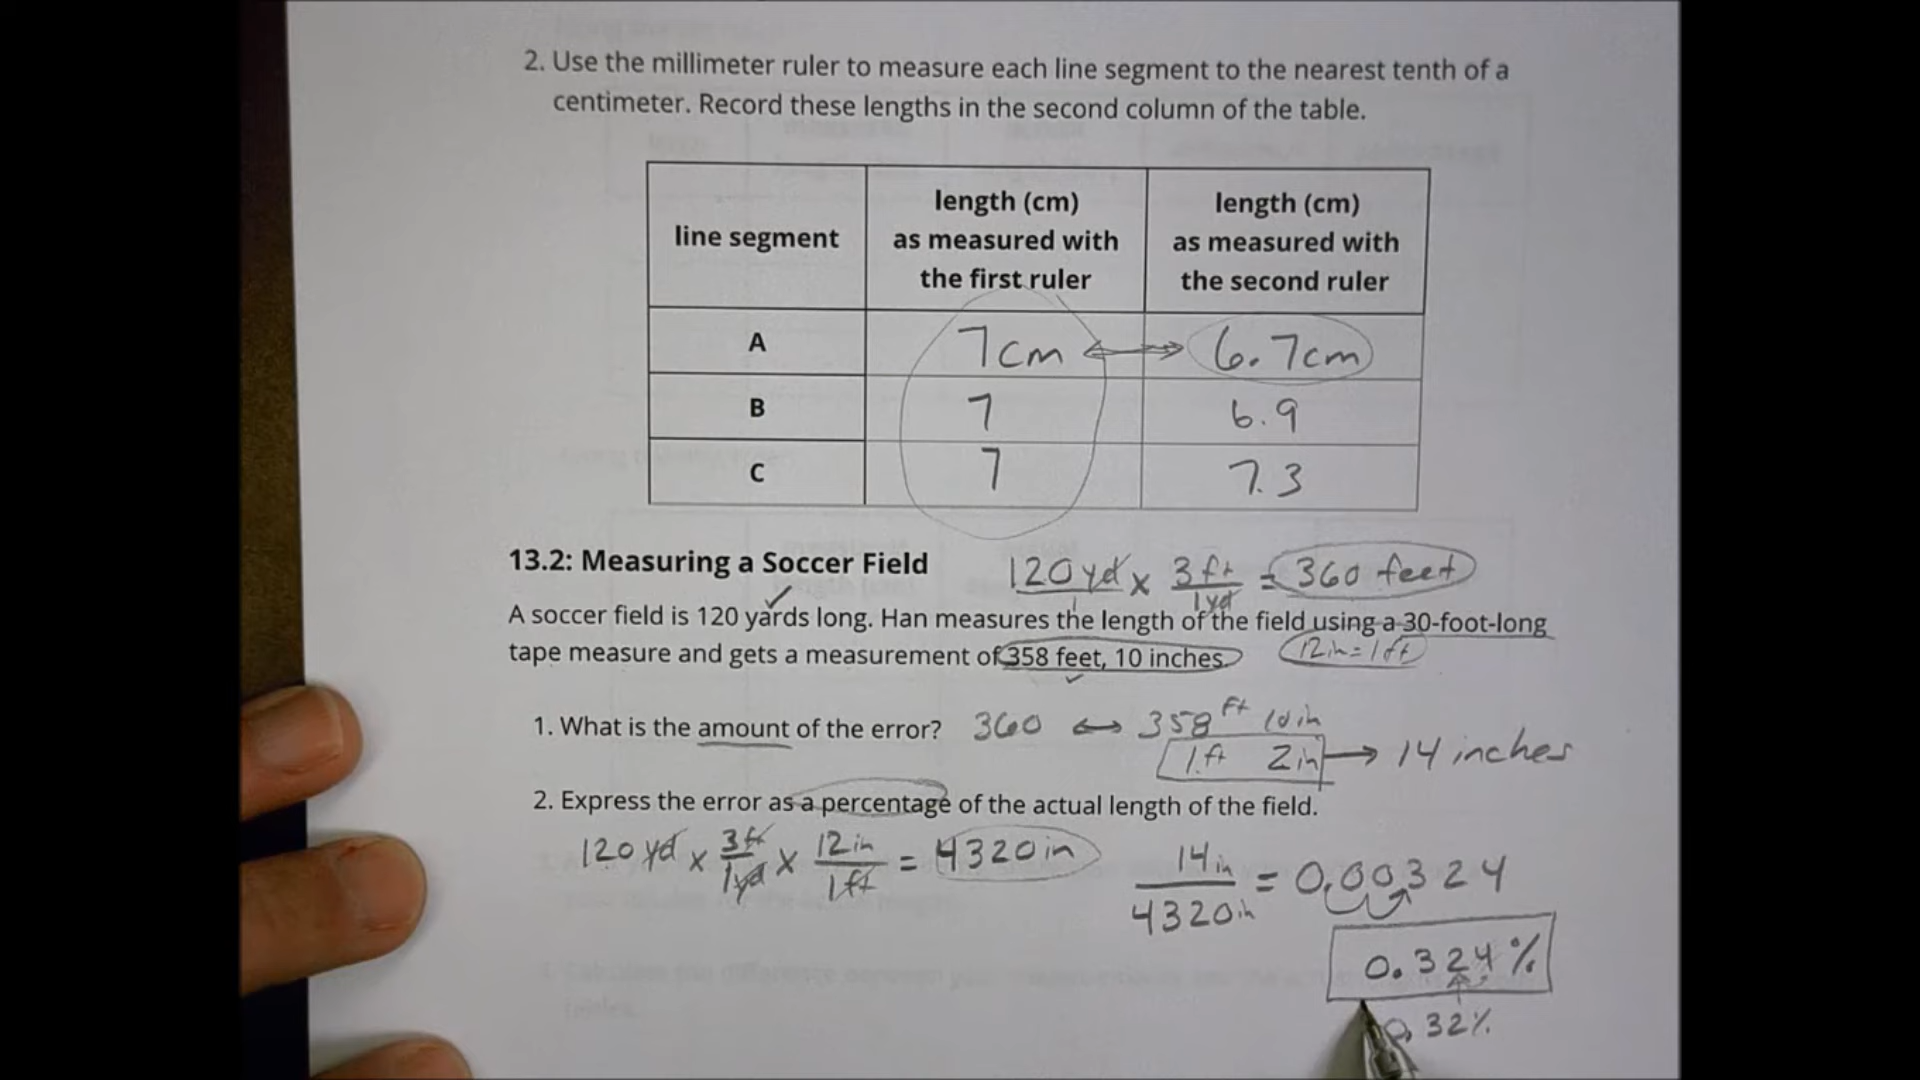 2. Use the millimeter ruler to measure each line segment to the nearest tenth of a
centimeter. Record these lengths in the second column of the table.
line segment
length (cm)
as measured with
the first ruler
length (cm)
as measured with
the second ruler
A 7cm 6.7cm
B 7 6.9
C 7 7.3
13.2: Measuring a Soccer Field
120 yd × 3 ft / 1 yd = 360 feet
A soccer field is 120 yards long. Han measures the length of the field using a 30-foot-long
tape measure and gets a measurement of 358 feet, 10 inches.
12in = 1ft
1. What is the amount of the error? 360 ↔ 358 ft 10 in
1 ft 2 in → 14 inches
2. Express the error as a percentage of the actual length of the field.
120 yd × 3ft / 1yd × 12 in / 1 ft = 4320 in
14 in / 4320 in = 0.00324
0.324%
0.32%